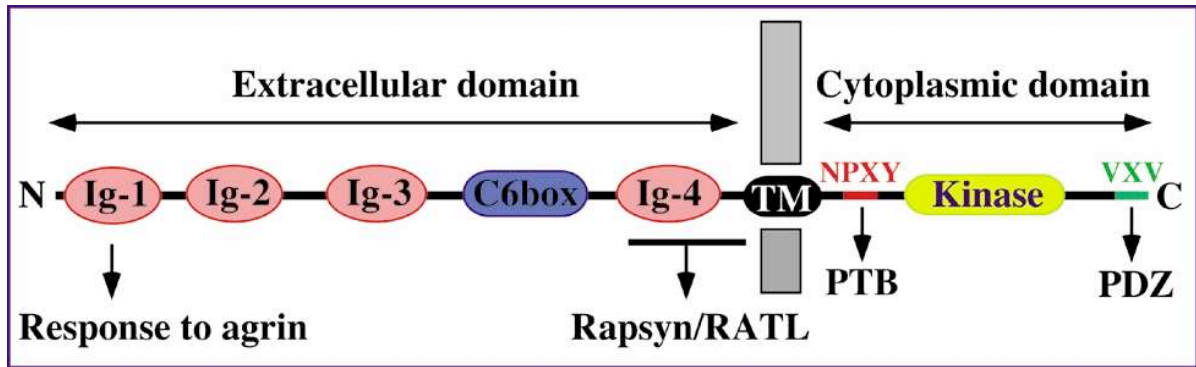 Extracellular domain
Cytoplasmic domain
N Ig-1 Ig-2 Ig-3 C6box Ig-4 TM NPXY Kinase VXV C
Response to agrin
Rapsyn/RATL
PTB
PDZ